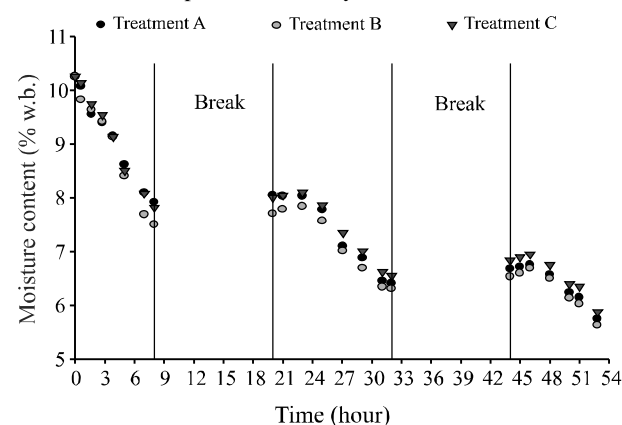 Treatment A Treatment B Treatment C
11
10
9
8
7
6
5
Moisture content (% w.b.)
Break Break
0 3 6 9 12 15 18 21 24 27 30 33 36 39 42 45 48 51 54
Time (hour)